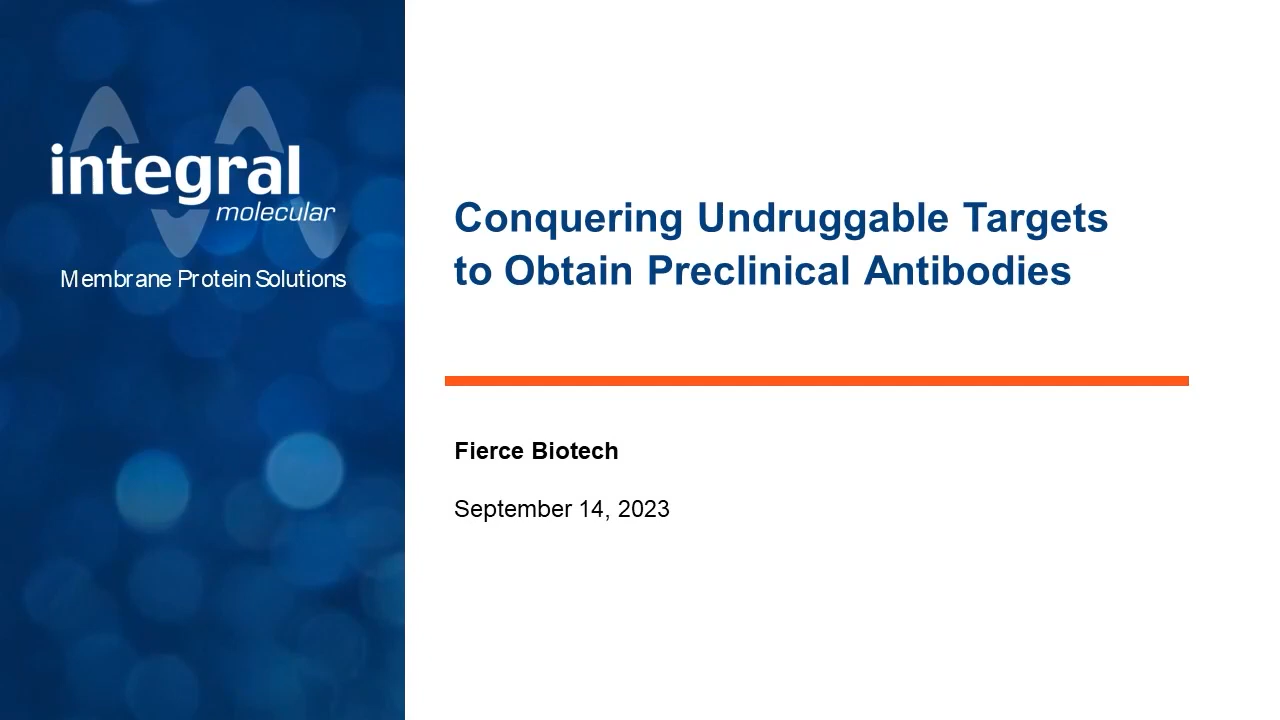 integral
molecular
Membrane Protein Solutions
Conquering Undruggable Targets
to Obtain Preclinical Antibodies
Fierce Biotech
September 14, 2023